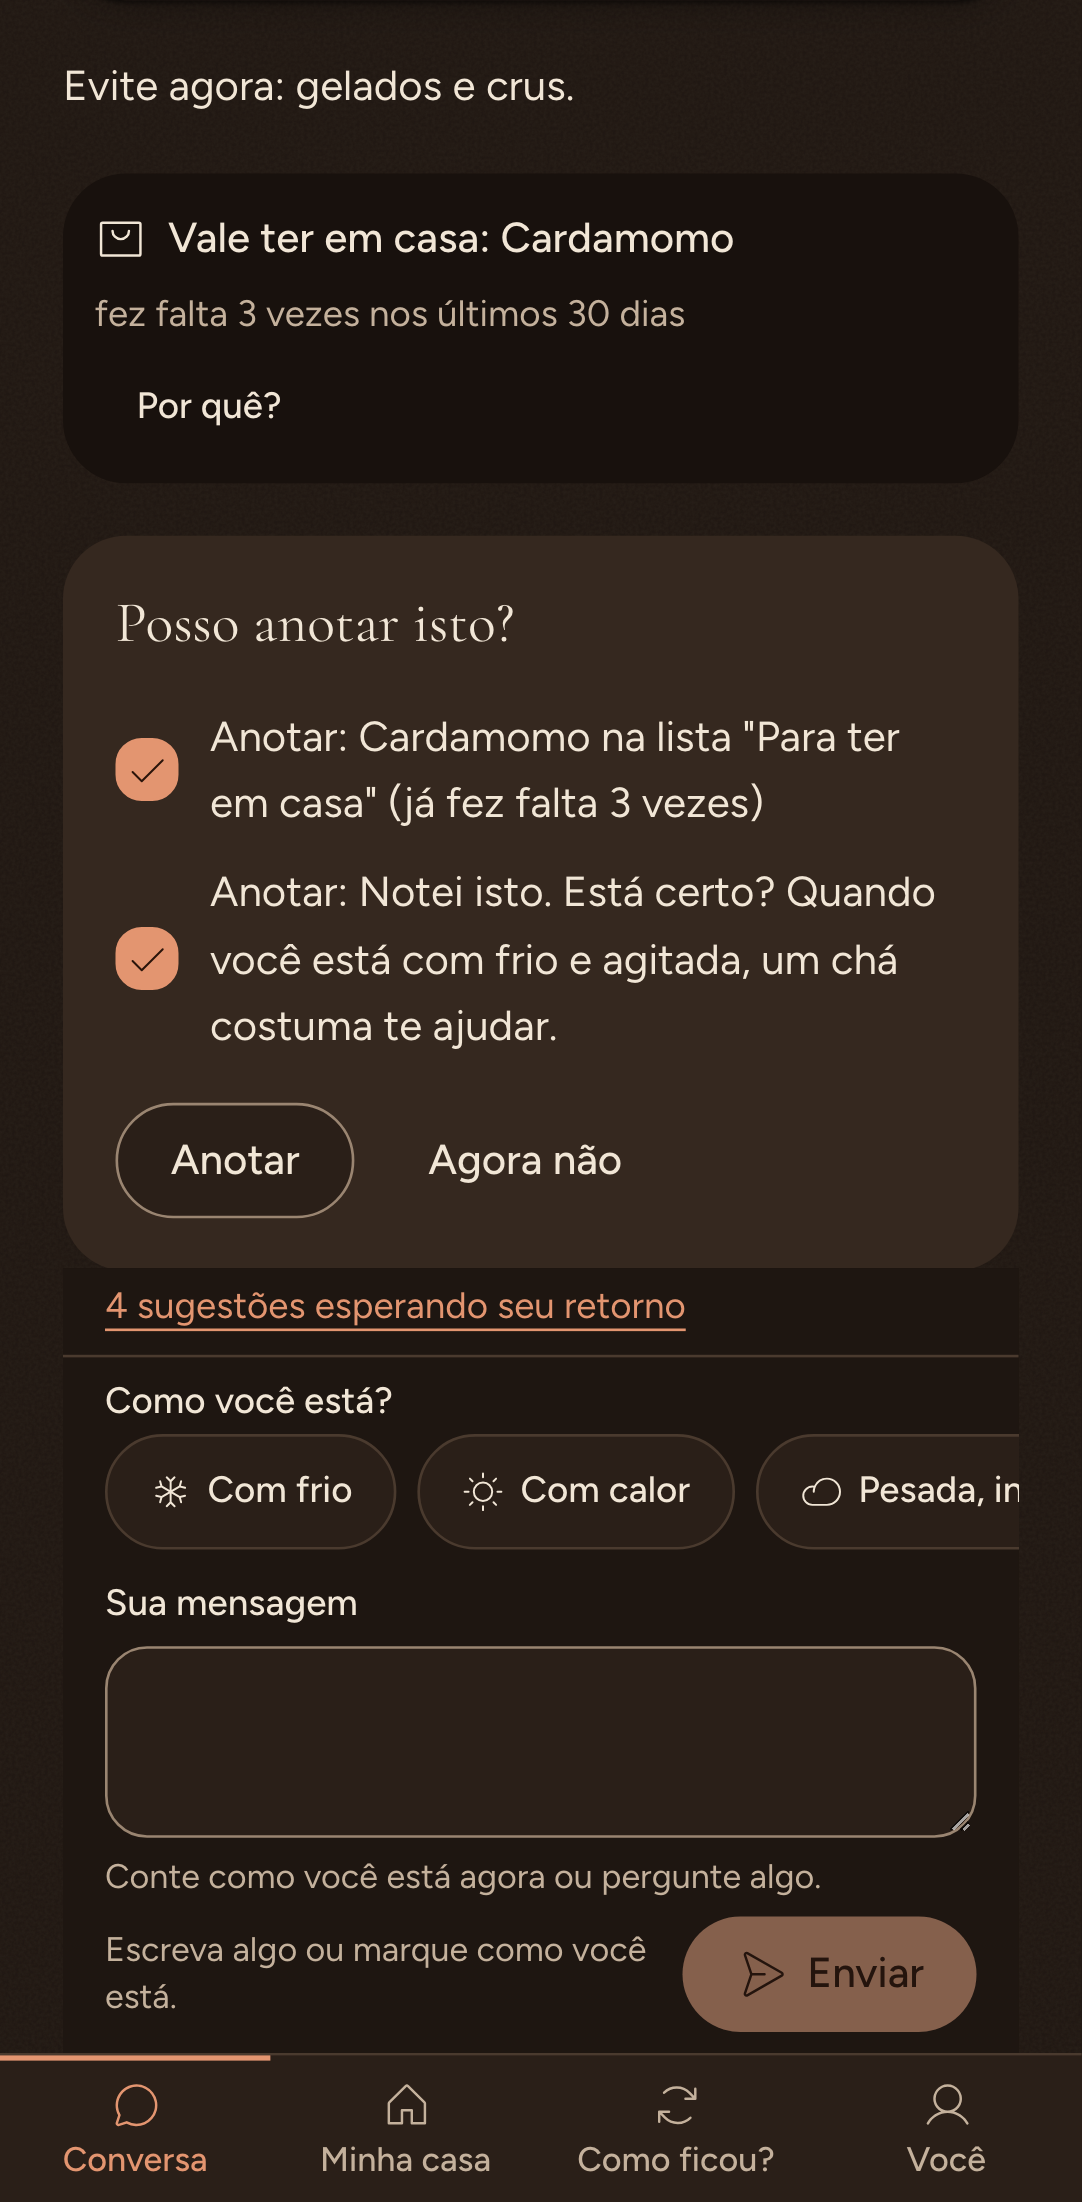 Evite agora: gelados e crus.
Vale ter em casa: Cardamomo
fez falta 3 vezes nos últimos 30 dias
Por quê?
Posso anotar isto?
Anotar: Cardamomo na lista "Para ter
em casa" (já fez falta 3 vezes)
Anotar: Notei isto. Está certo? Quando
você está com frio e agitada, um chá
costuma te ajudar.
Anotar
Agora não
4 sugestões esperando seu retorno
Como você está?
Com frio
Com calor
Pesada, in
Sua mensagem
Conte como você está agora ou pergunte algo.
Escreva algo ou marque como você
está.
Enviar
Conversa
Minha casa
Como ficou?
Você